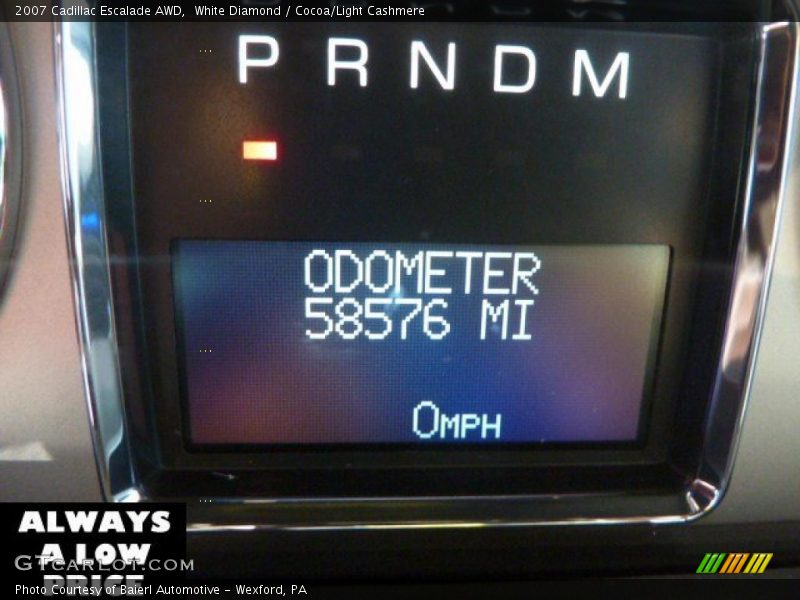 2007 Cadillac Escalade AWD,  White Diamond / Cocoa/Light Cashmere
P R N D M
ODOMETER
58576 MI
0MPH
ALWAYS
A LOW
GTCARLOT.COM
PRICE
Photo Courtesy of Baierl Automotive – Wexford, PA